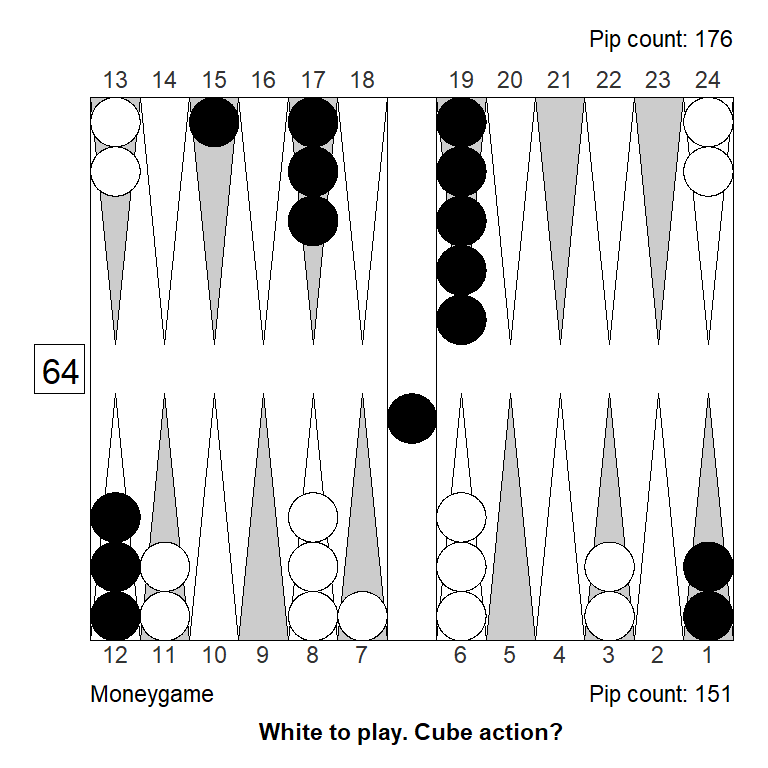 Pip count: 176
13 14 15 16 17 18 19 20 21 22 23 24
64
12 11 10 9 8 7 6 5 4 3 2 1
Moneygame Pip count: 151
White to play. Cube action?